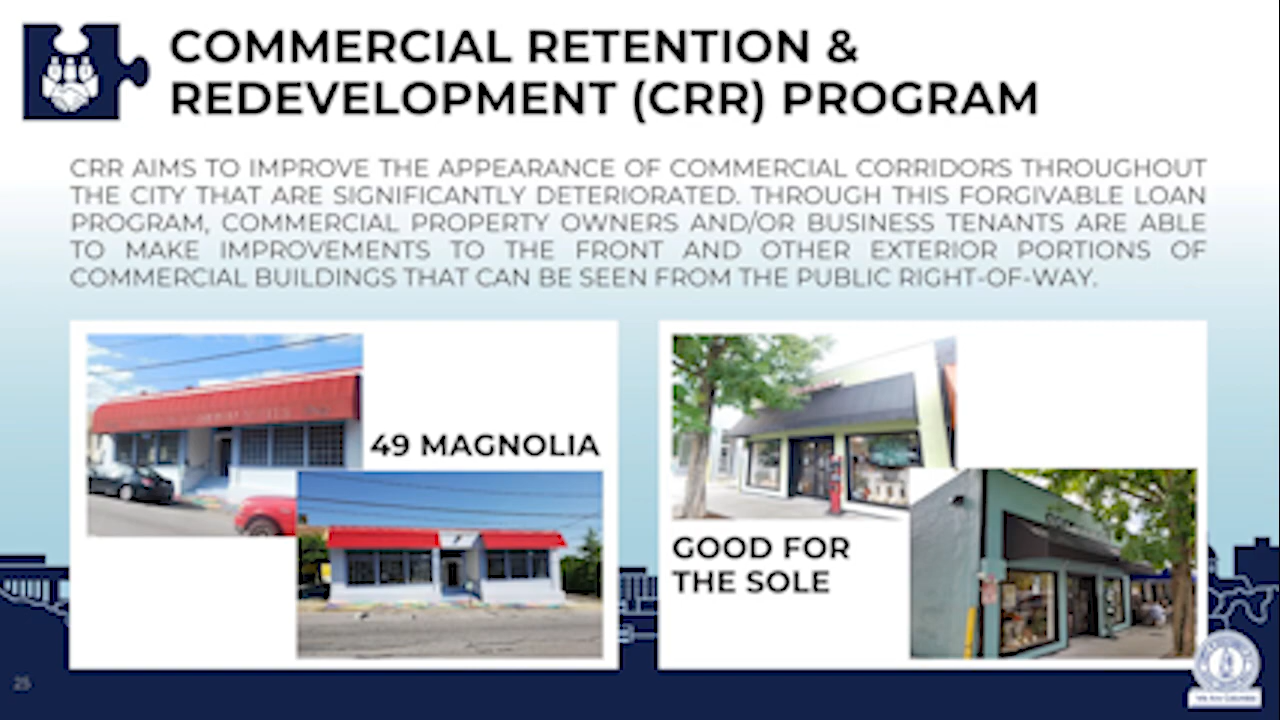 COMMERCIAL RETENTION &
REDEVELOPMENT (CRR) PROGRAM
CRR AIMS TO IMPROVE THE APPEARANCE OF COMMERCIAL CORRIDORS THROUGHOUT
THE CITY THAT ARE SIGNIFICANTLY DETERIORATED. THROUGH THIS FORGIVABLE LOAN
PROGRAM, COMMERCIAL PROPERTY OWNERS AND/OR BUSINESS TENANTS ARE ABLE
TO MAKE IMPROVEMENTS TO THE FRONT AND OTHER EXTERIOR PORTIONS OF
COMMERCIAL BUILDINGS THAT CAN BE SEEN FROM THE PUBLIC RIGHT-OF-WAY.
49 MAGNOLIA
GOOD FOR
THE SOLE
25